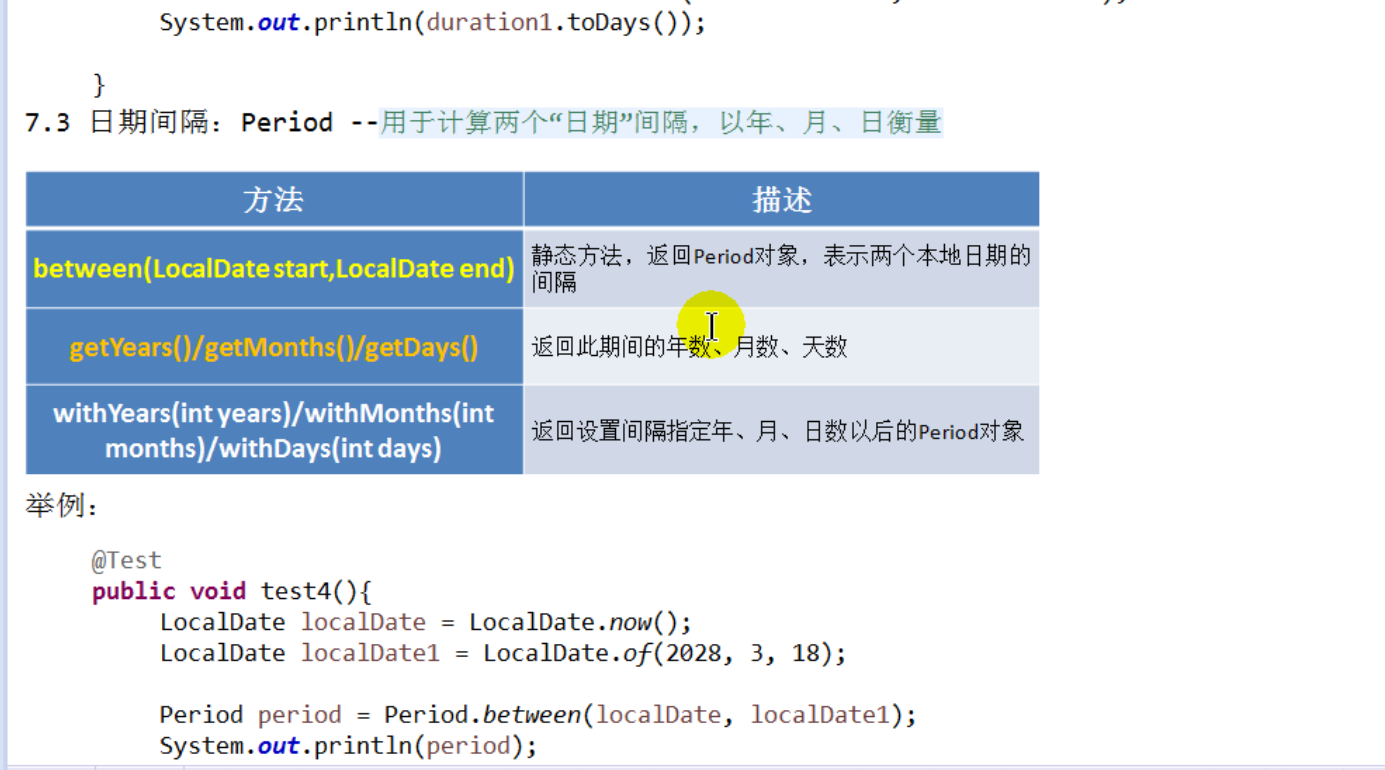 System.out.println(duration1.toDays());
}
7.3 日期间隔：Period --用于计算两个“日期”间隔，以年、月、日衡量
方法
描述
between(LocalDate start,LocalDate end)
静态方法，返回Period对象，表示两个本地日期的
间隔
getYears()/getMonths()/getDays()
返回此期间的年数、月数、天数
withYears(int years)/withMonths(int
months)/withDays(int days)
返回设置间隔指定年、月、日数以后的Period对象
举例：
@Test
public void test4(){
LocalDate localDate = LocalDate.now();
LocalDate localDate1 = LocalDate.of(2028, 3, 18);
Period period = Period.between(localDate, localDate1);
System.out.println(period);